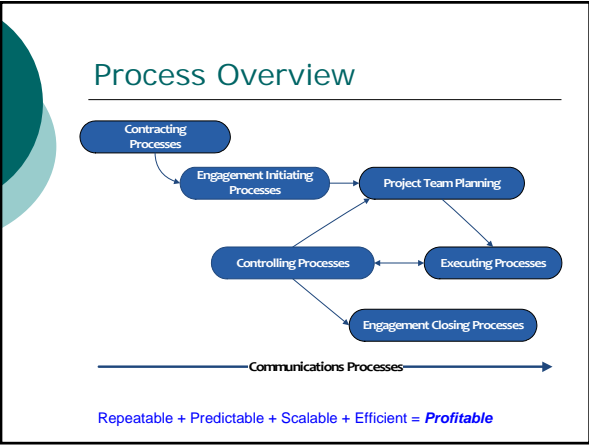 Process Overview
Contracting
Processes
Engagement Initiating
Processes
Project Team Planning
Controlling Processes
Executing Processes
Engagement Closing Processes
Communications Processes
Repeatable + Predictable + Scalable + Efficient = Profitable